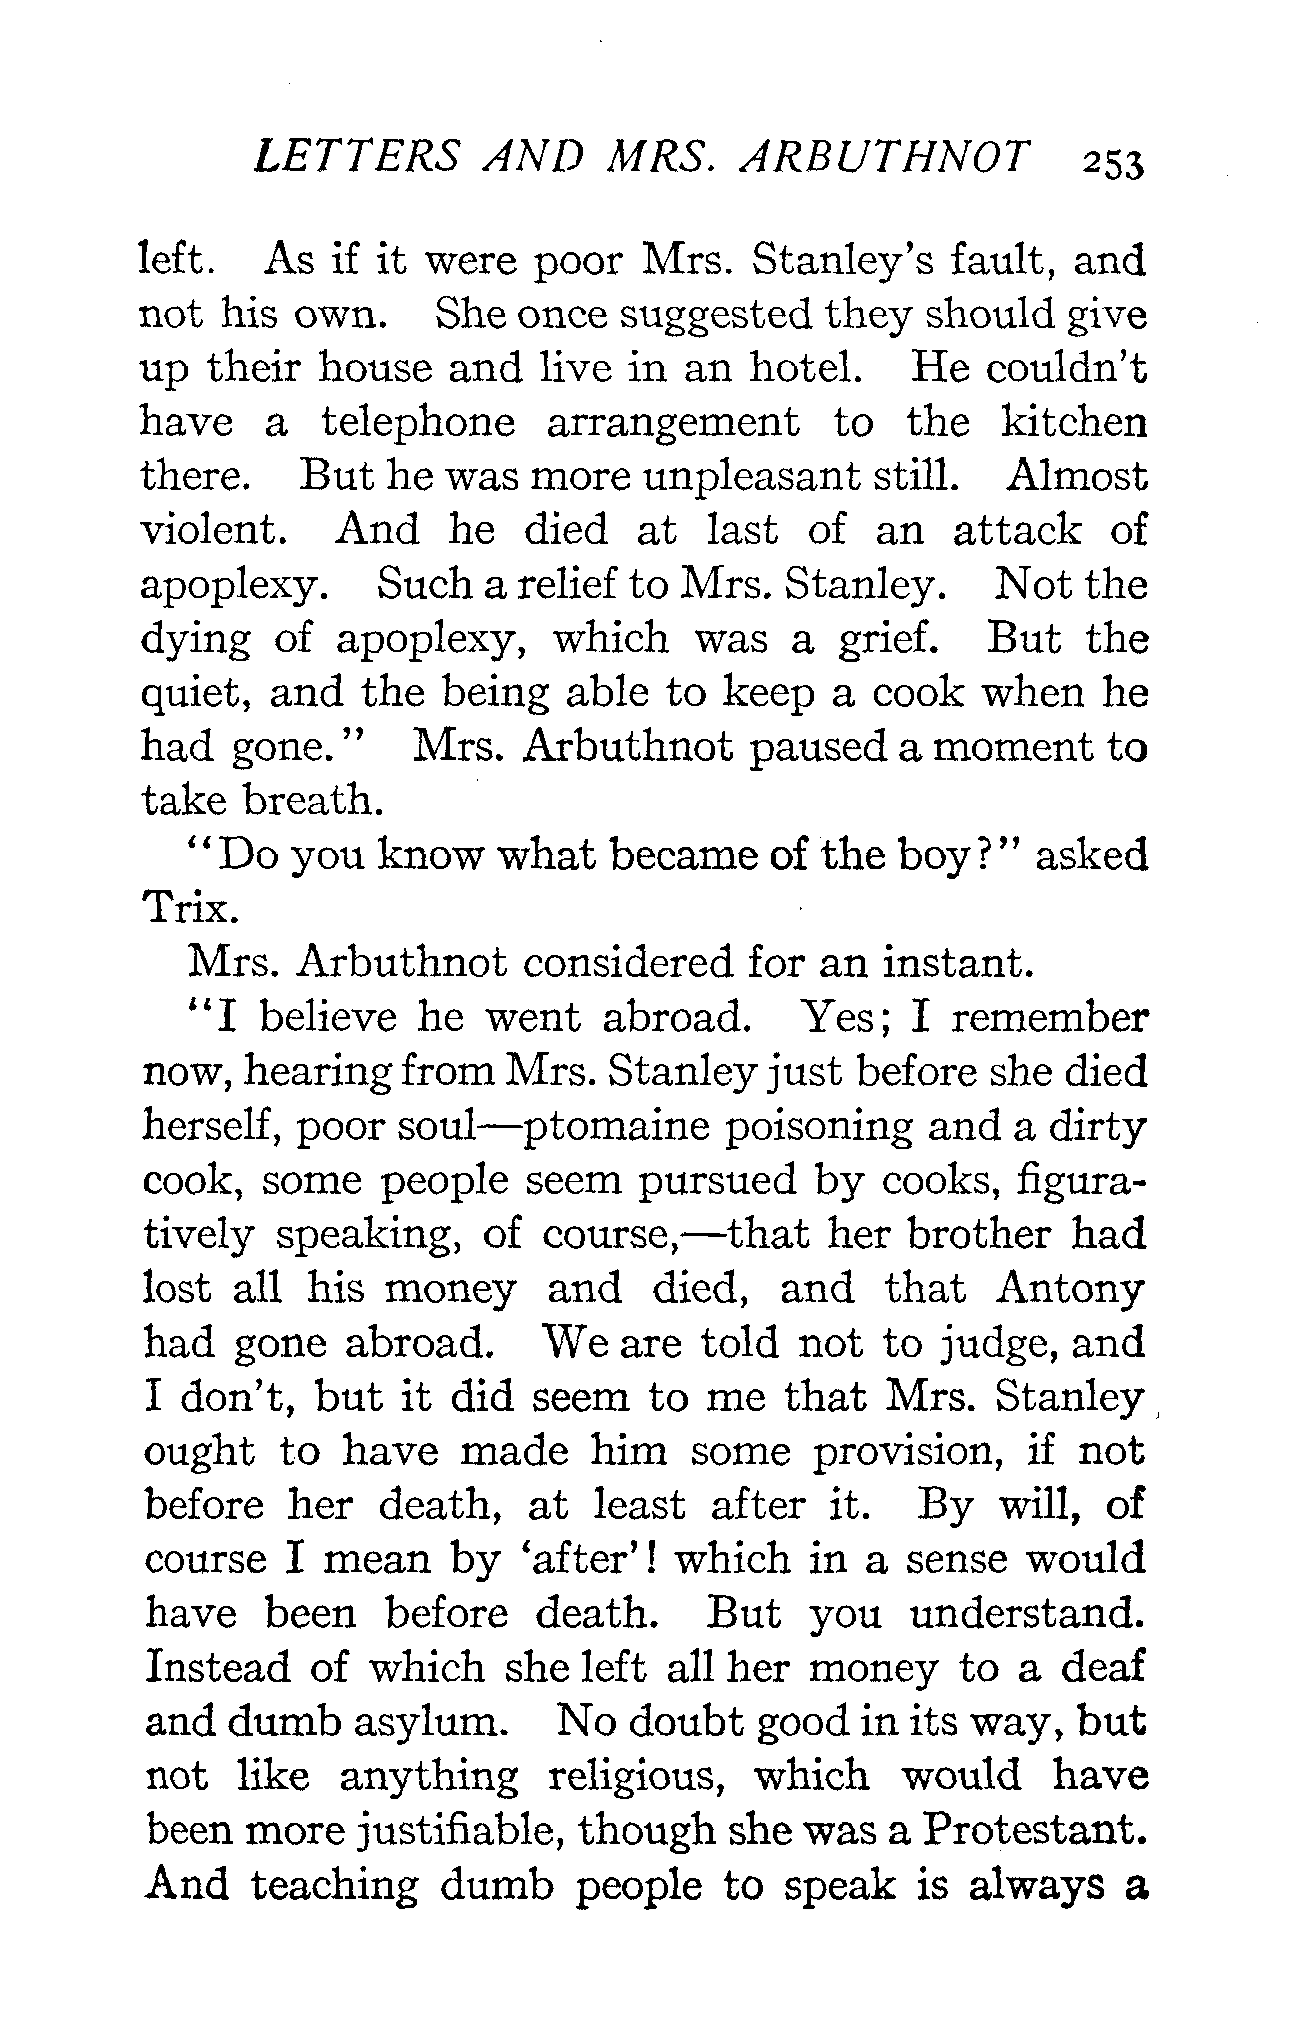 LETTERS AND MRS. ARBUTHNOT 253
left. As if it were poor Mrs. Stanley's fault, and
not his own. She once suggested they should give
up their house and live in an hotel. He couldn't
have a telephone arrangement to the kitchen
there. But he was more unpleasant still. Almost
violent. And he died at last of an attack of
apoplexy. Such a relief to Mrs. Stanley. Not the
dying of apoplexy, which was a grief. But the
quiet, and the being able to keep a cook when he
had gone." Mrs. Arbuthnot paused a moment to
take breath.
"Do you know what became of the boy?" asked
Trix.
Mrs. Arbuthnot considered for an instant.
"I believe he went abroad. Yes; I remember
now, hearing from Mrs. Stanley just before she died
herself, poor soul—ptomaine poisoning and a dirty
cook, some people seem pursued by cooks, figura-
tively speaking, of course,—that her brother had
lost all his money and died, and that Antony
had gone abroad. We are told not to judge, and
I don't, but it did seem to me that Mrs. Stanley
ought to have made him some provision, if not
before her death, at least after it. By will, of
course I mean by 'after'! which in a sense would
have been before death. But you understand.
Instead of which she left all her money to a deaf
and dumb asylum. No doubt good in its way, but
not like anything religious, which would have
been more justifiable, though she was a Protestant.
And teaching dumb people to speak is always a